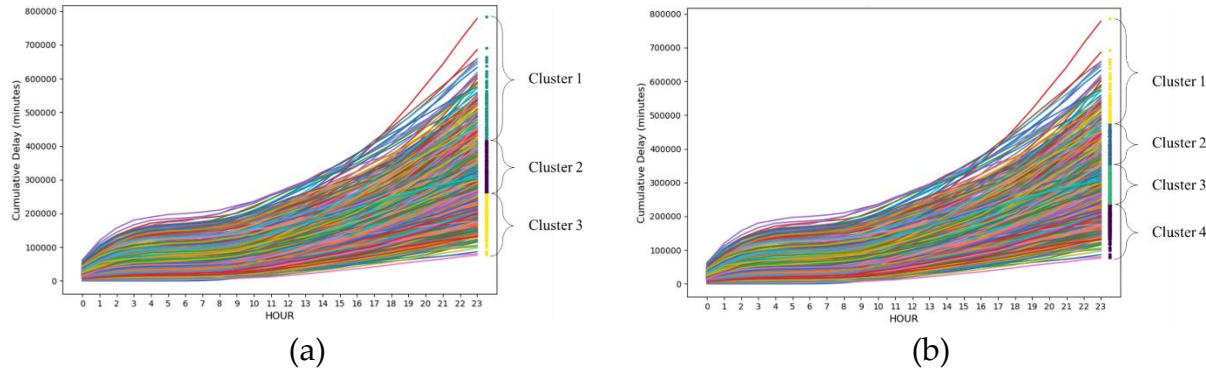 800000
700000
600000
500000
400000
300000
200000
100000
0
Cumulative Delay (minutes)
0 1 2 3 4 5 6 7 8 9 10 11 12 13 14 15 16 17 18 19 20 21 22 23
HOUR
Cluster 1
Cluster 2
Cluster 3
(a)
800000
700000
600000
500000
400000
300000
200000
100000
0
Cumulative Delay (minutes)
0 1 2 3 4 5 6 7 8 9 10 11 12 13 14 15 16 17 18 19 20 21 22 23
HOUR
Cluster 1
Cluster 2
Cluster 3
Cluster 4
(b)